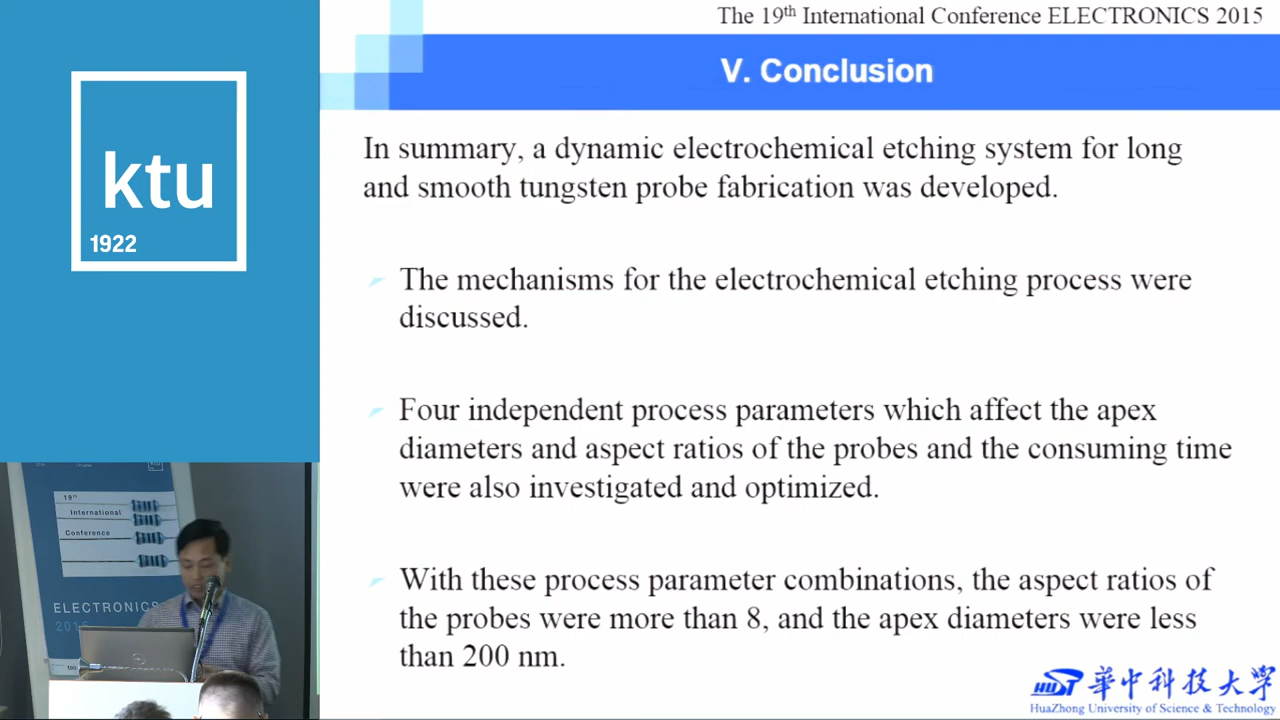 The 19th International Conference ELECTRONICS 2015
V. Conclusion
ktu
1922
In summary, a dynamic electrochemical etching system for long
and smooth tungsten probe fabrication was developed.
The mechanisms for the electrochemical etching process were
discussed.
Four independent process parameters which affect the apex
diameters and aspect ratios of the probes and the consuming time
were also investigated and optimized.
With these process parameter combinations, the aspect ratios of
the probes were more than 8, and the apex diameters were less
than 200 nm.
HUST 華中科技大学
HuaZhong University of Science & Technology
ktu
19th
International
Conference
ELECTRONICS
2015